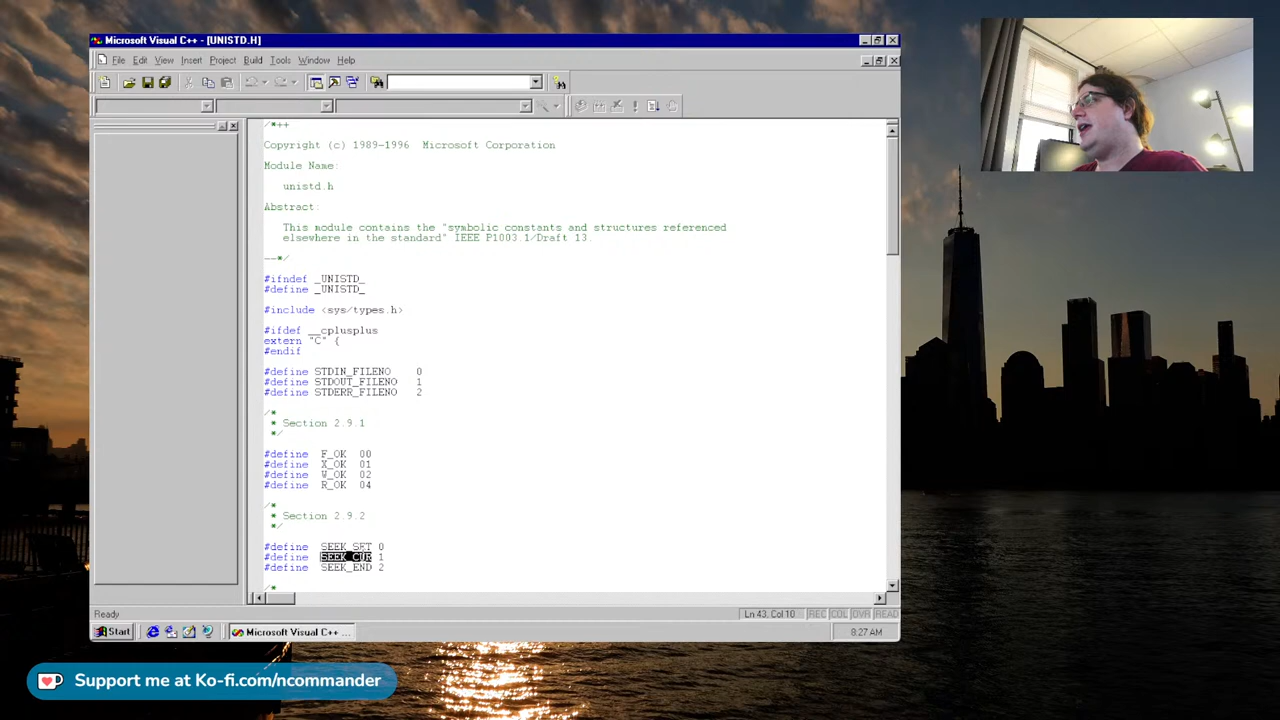 Microsoft Visual C++ - [UNISTD.H]
File Edit View Insert Project Build Tools Window Help
/*++
Copyright (c) 1989-1996  Microsoft Corporation
Module Name:
unistd.h
Abstract:
This module contains the "symbolic constants and structures referenced
elsewhere in the standard" IEEE P1003.1/Draft 13.
--*/
#ifndef _UNISTD_
#define _UNISTD_
#include <sys/types.h>
#ifdef __cplusplus
extern "C" {
#endif
#define STDIN_FILENO 0
#define STDOUT_FILENO 1
#define STDERR_FILENO 2
/*
* Section 2.9.1
*/
#define F_OK 00
#define X_OK 01
#define W_OK 02
#define R_OK 04
/*
* Section 2.9.2
*/
#define SEEK_SET 0
#define SEEK_CUR 1
#define SEEK_END 2
/*
Ready
Ln 43, Col 10 REC COL OVR READ
Start
Microsoft Visual C++ ...
8:27 AM
Support me at Ko-fi.com/ncommander